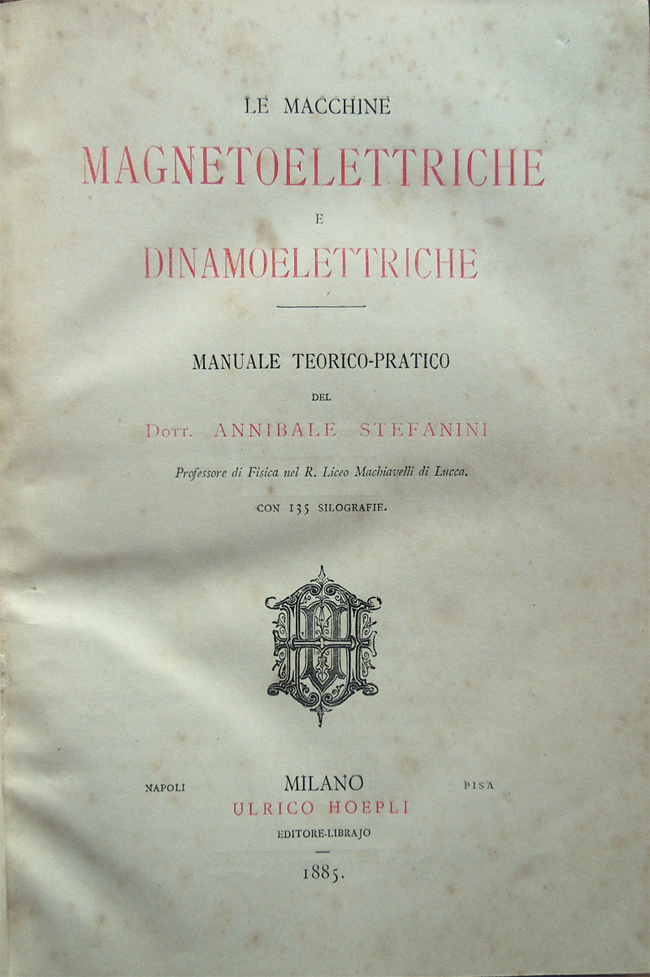 LE MACCHINE
MAGNETOELETTRICHE
E
DINAMOELETTRICHE
MANUALE TEORICO-PRATICO
DEL
DOTT. ANNIBALE STEFANINI
Professore di Fisica nel R. Liceo Machiavelli di Lucca.
CON 135 SILOGRAFIE.
NAPOLI MILANO PISA
ULRICO HOEPLI
EDITORE-LIBRAJO
1885.